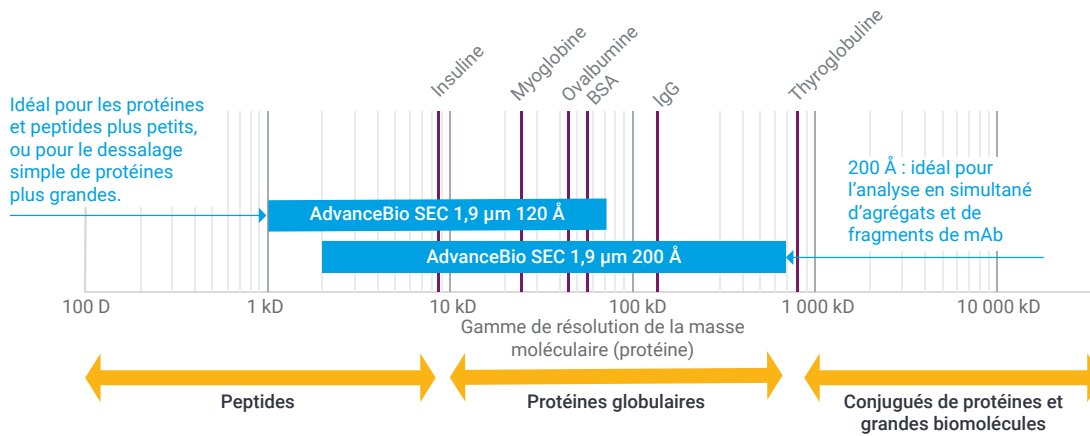 Insuline
Myoglobine
Ovalbumine
BSA
IgG
Thyroglobuline
Idéal pour les protéines
et peptides plus petits,
ou pour le dessalage
simple de protéines
plus grandes.
200 Å : idéal pour
l’analyse en simultané
d’agrégats et de
fragments de mAb
AdvanceBio SEC 1,9 µm 120 Å
AdvanceBio SEC 1,9 µm 200 Å
100 D 1 kD 10 kD 100 kD 1 000 kD 10 000 kD
Gamme de résolution de la masse
moléculaire (protéine)
Peptides
Protéines globulaires
Conjugués de protéines et
grandes biomolécules